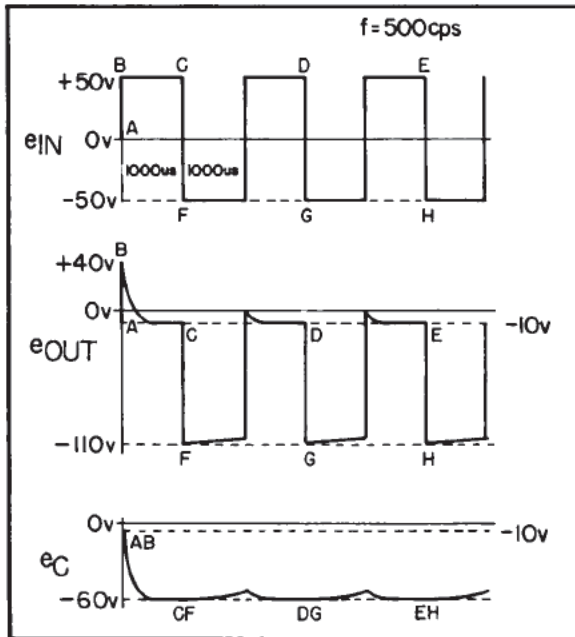 f=500cps
B C D E
+50v
A
eIN 0v
1000us 1000us
-50v
F G H
B
+40v
0v
A C D E -10v
eOUT
-110v
F G H
0v
AB -10v
eC
-60v
CF DG EH